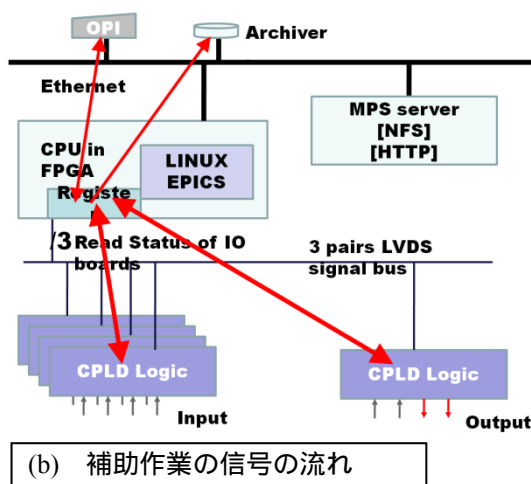 OPI
Archiver
Ethernet
MPS server
[NFS]
[HTTP]
CPU in
FPGA
LINUX
EPICS
Registe
r
/3 Read Status of IO
boards
3 pairs LVDS
signal bus
CPLD Logic
CPLD Logic
Input
Output
(b) 補助作業の信号の流れ